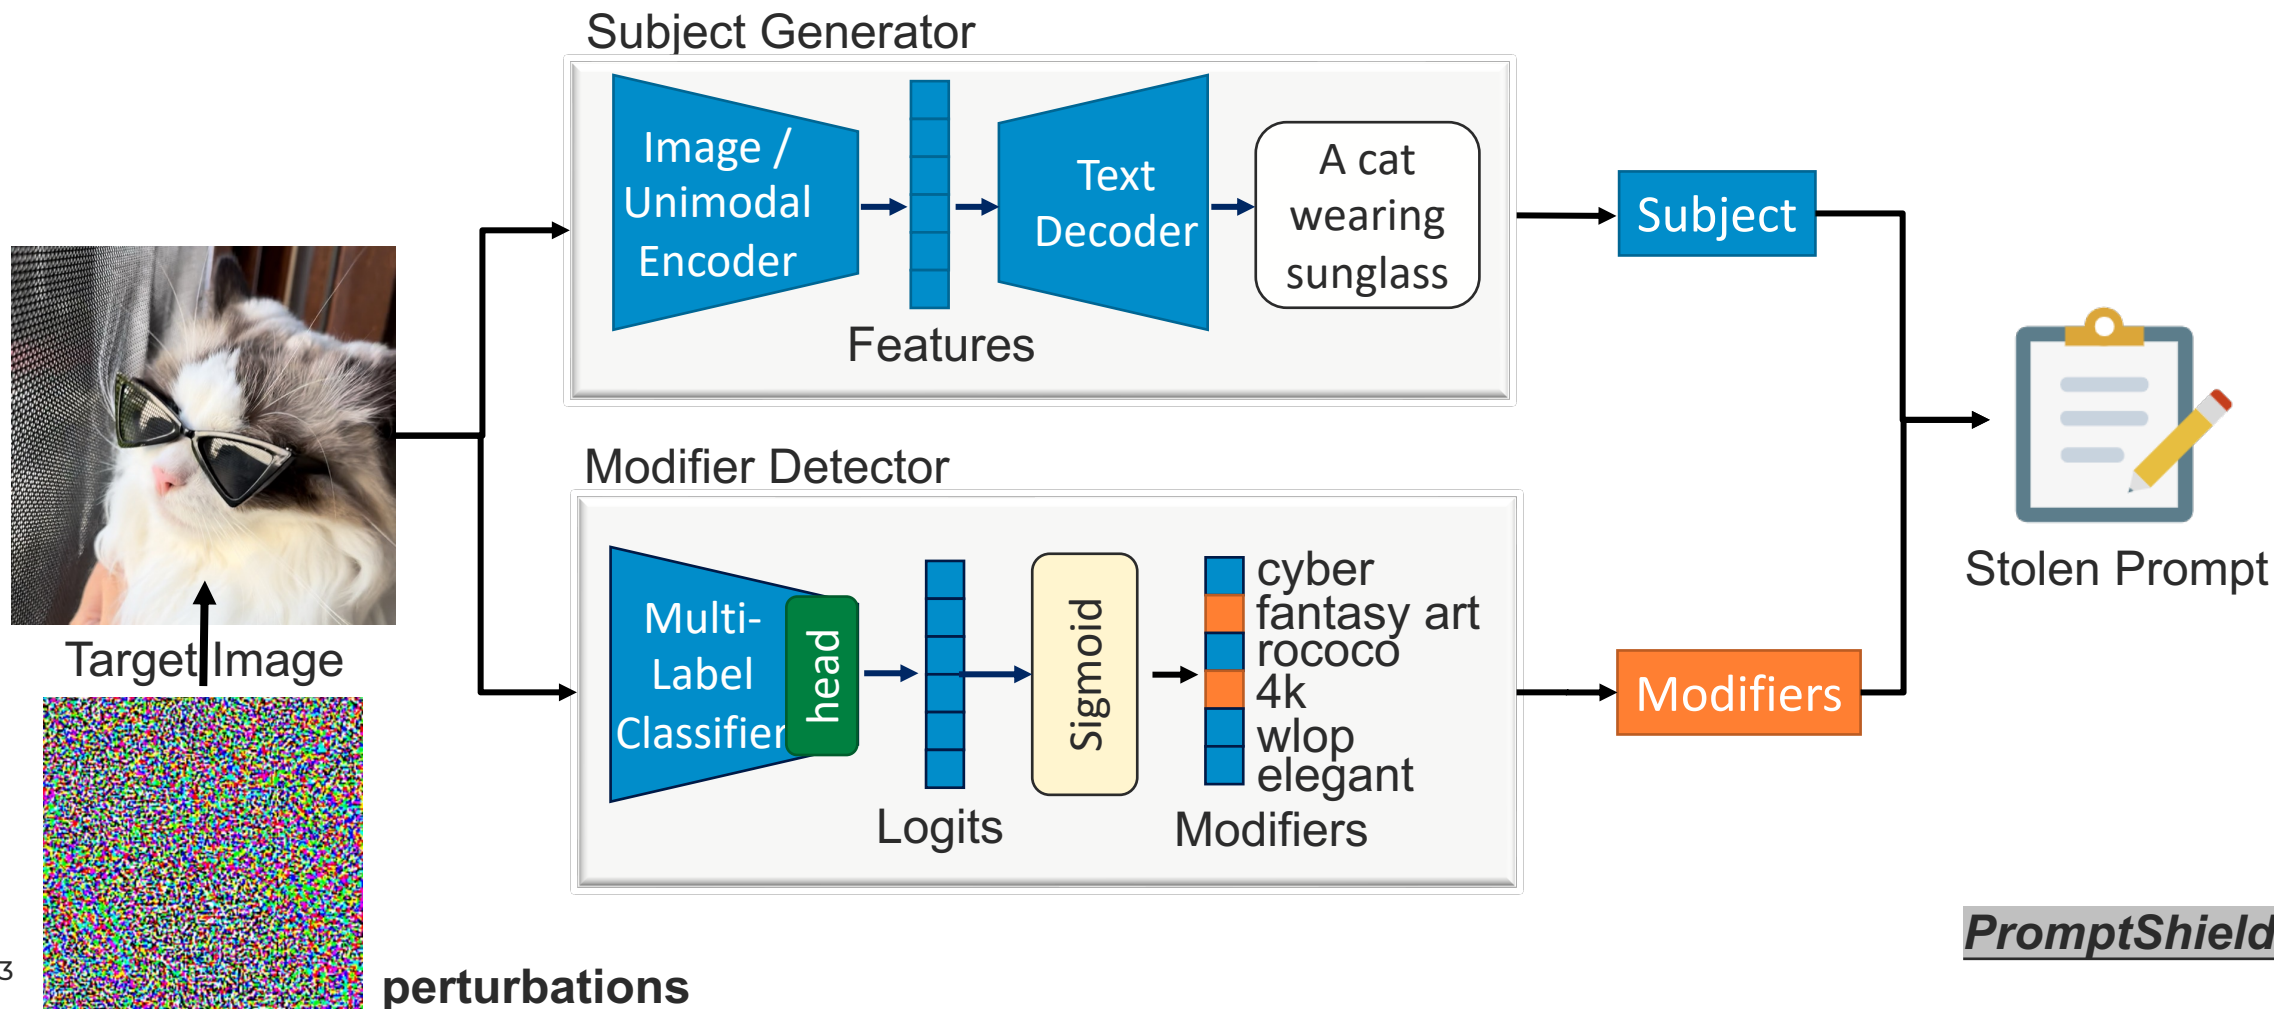 Subject Generator
Image /
Unimodal
Encoder
Features
Text
Decoder
A cat
wearing
sunglass
Subject
Target Image
Modifier Detector
Multi-
Label
Classifier
head
Logits
Sigmoid
cyber
fantasy art
rococo
4k
wlop
elegant
Modifiers
Modifiers
Stolen Prompt
perturbations
PromptShield
3